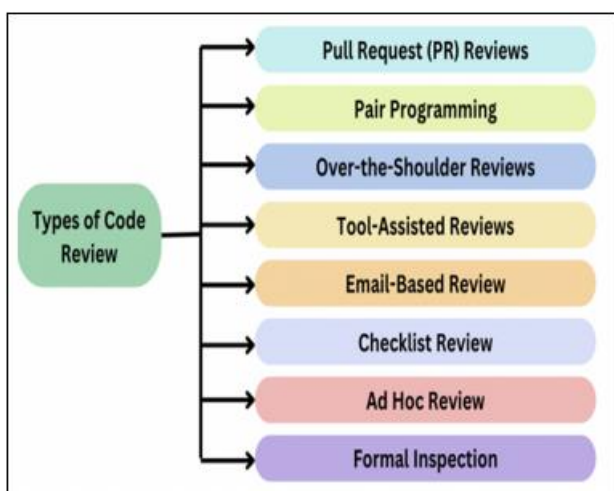 Types of Code
Review
Pull Request (PR) Reviews
Pair Programming
Over-the-Shoulder Reviews
Tool-Assisted Reviews
Email-Based Review
Checklist Review
Ad Hoc Review
Formal Inspection